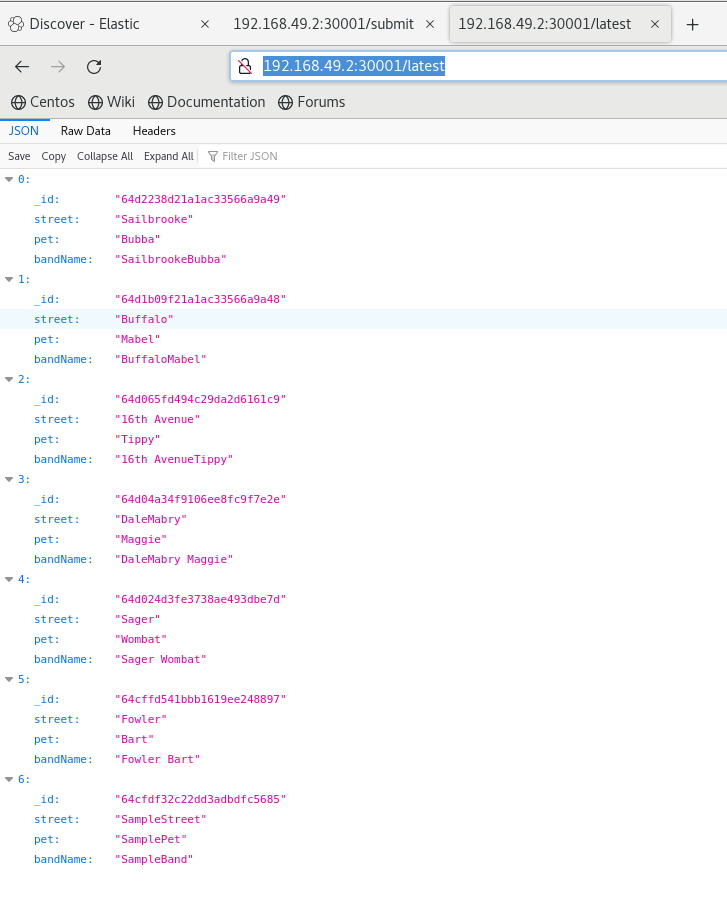 Discover - Elastic × 192.168.49.2:30001/submit × 192.168.49.2:30001/latest × +
192.168.49.2:30001/latest
Centos Wiki Documentation Forums
JSON Raw Data Headers
Save Copy Collapse All Expand All Filter JSON
0:
_id: "64d2238d21a1ac33566a9a49"
street: "Sailbrooke"
pet: "Bubba"
bandName: "SailbrookeBubba"
1:
_id: "64d1b09f21a1ac33566a9a48"
street: "Buffalo"
pet: "Mabel"
bandName: "BuffaloMabel"
2:
_id: "64d065fd494c29da2d6161c9"
street: "16th Avenue"
pet: "Tippy"
bandName: "16th AvenueTippy"
3:
_id: "64d04a34f9106ee8fc9f7e2e"
street: "DaleMabry"
pet: "Maggie"
bandName: "DaleMabry Maggie"
4:
_id: "64d024d3fe3738ae493dbe7d"
street: "Sager"
pet: "Wombat"
bandName: "Sager Wombat"
5:
_id: "64cffd541bbb1619ee248897"
street: "Fowler"
pet: "Bart"
bandName: "Fowler Bart"
6:
_id: "64cfdf32c22dd3adbdfc5685"
street: "SampleStreet"
pet: "SamplePet"
bandName: "SampleBand"